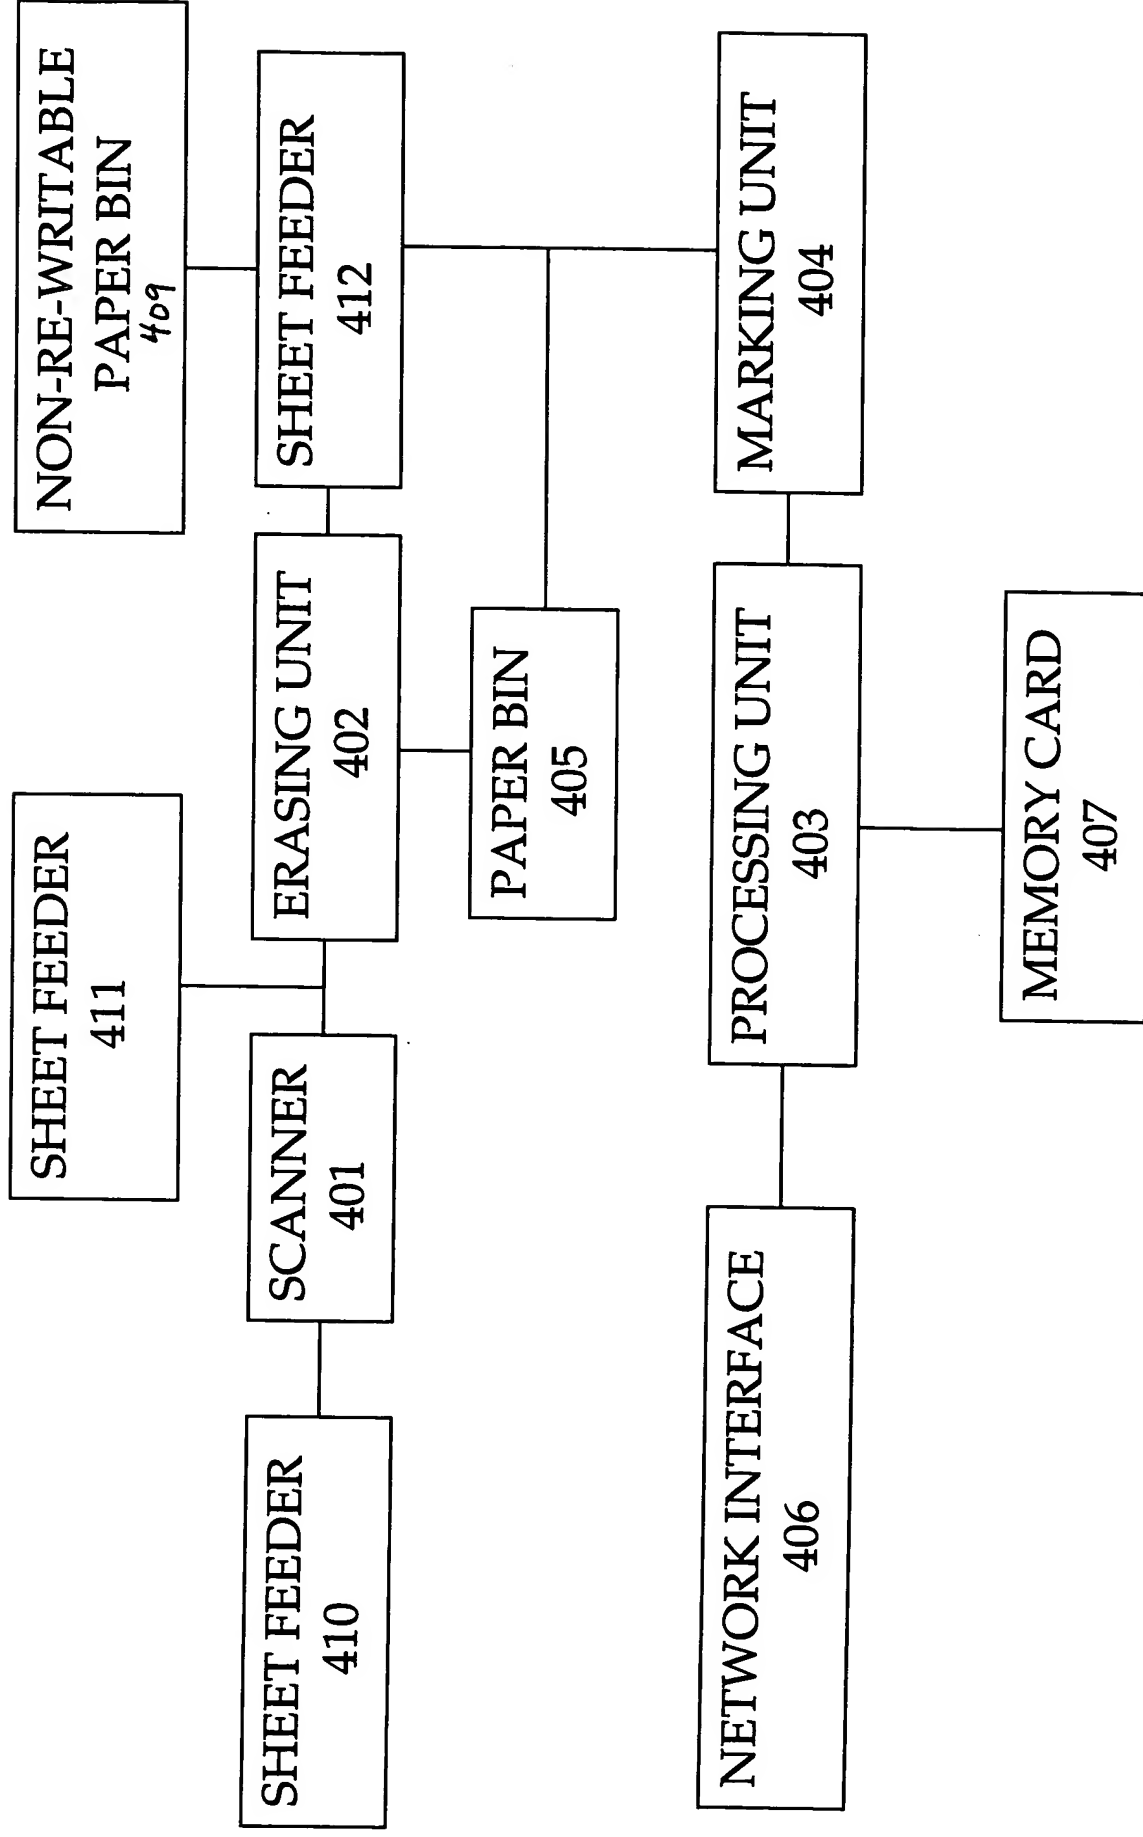 SHEET FEEDER
411
NON-RE-WRITABLE
PAPER BIN
409
SHEET FEEDER
410
SCANNER
401
ERASING UNIT
402
SHEET FEEDER
412
PAPER BIN
405
NETWORK INTERFACE
406
PROCESSING UNIT
403
MARKING UNIT
404
MEMORY CARD
407